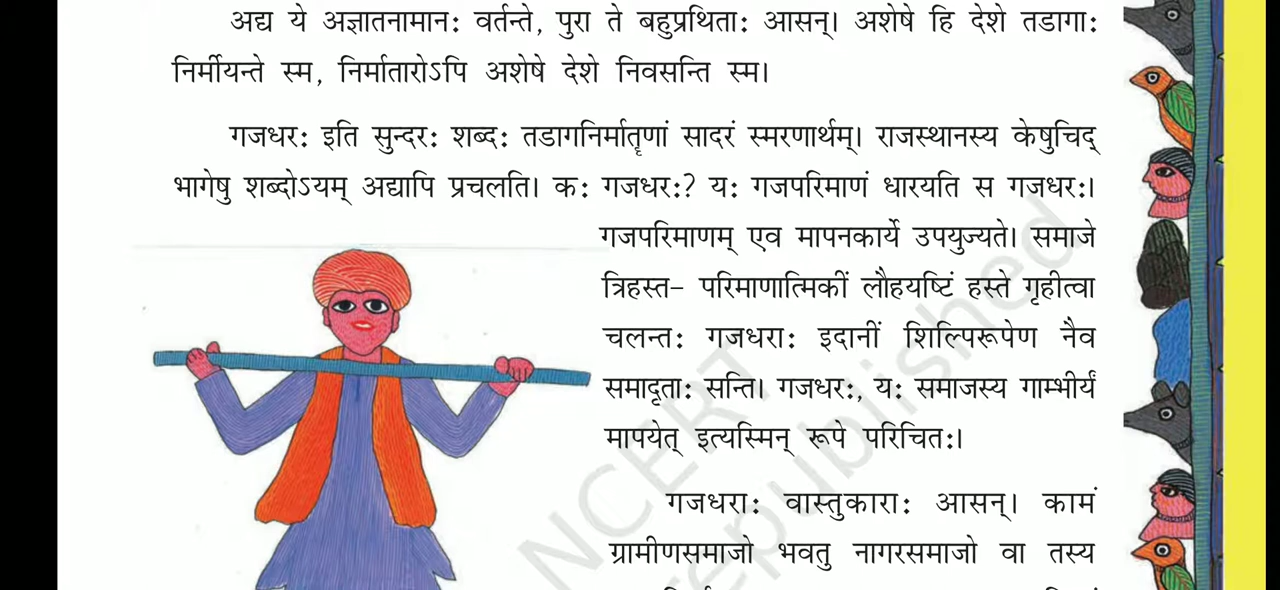 अद्य ये अज्ञातनामानः वर्तन्ते, पुरा ते बहुप्रथिताः आसन्। अशेषे हि देशे तडागाः
निर्मीयन्ते स्म, निर्मातारोऽपि अशेषे देशे निवसन्ति स्म।
गजधरः इति सुन्दरः शब्दः तडागनिर्मातॄणां सादरं स्मरणार्थम्। राजस्थानस्य केषुचिद्
भागेषु शब्दोऽयम् अद्यापि प्रचलति। कः गजधरः? यः गजपरिमाणं धारयति स गजधरः।
गजपरिमाणम् एव मापनकार्ये उपयुज्यते। समाजे
त्रिहस्त- परिमाणात्मिकीं लौहयष्टिं हस्ते गृहीत्वा
चलन्तः गजधराः इदानीं शिल्पिरूपेण नैव
समादृताः सन्ति। गजधरः, यः समाजस्य गाम्भीर्यं
मापयेत् इत्यस्मिन् रूपे परिचितः।
गजधराः वास्तुकाराः आसन्। कामं
ग्रामीणसमाजो भवतु नागरसमाजो वा तस्य
NCERT
republished